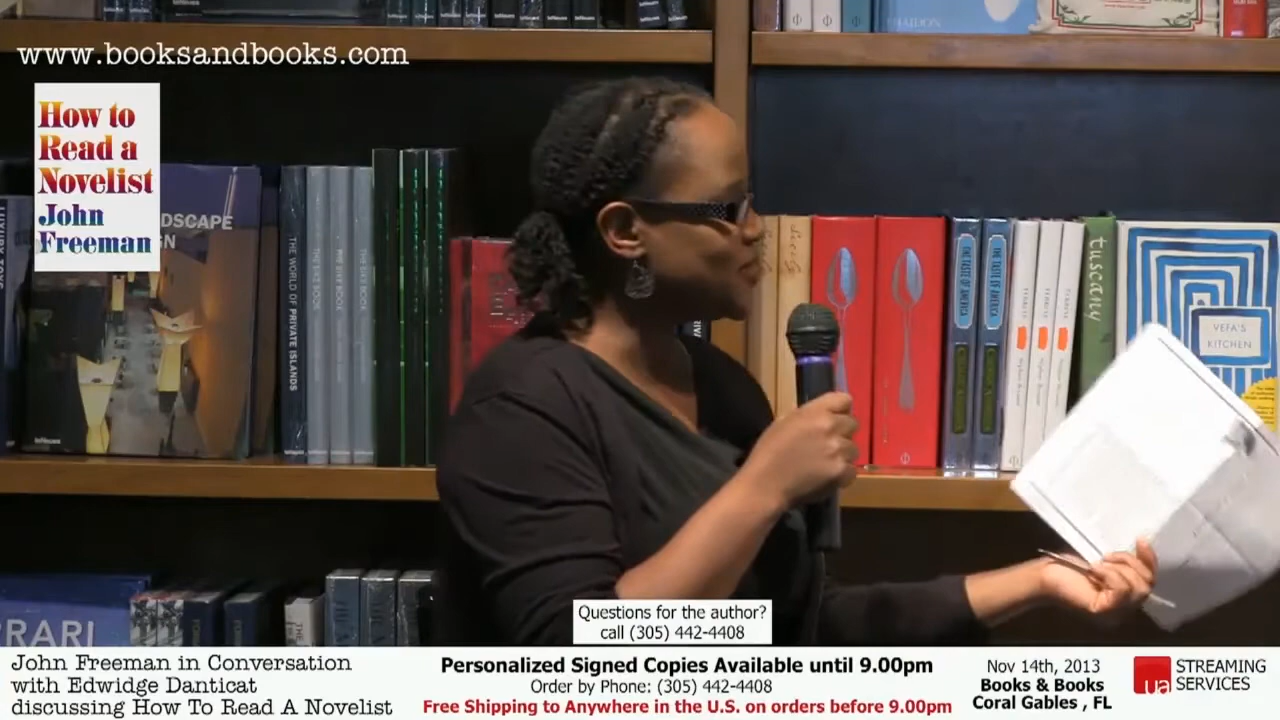 www.booksandbooks.com
How to
Read a
Novelist
John
Freeman
DSCAPE
GN
THE WORLD OF PRIVATE ISLANDS
THE TASTE OF AMERICA
THE TASTE OF AMERICA
tuscany
VEFA'S
KITCHEN
RRARI
Questions for the author?
call (305) 442-4408
John Freeman in Conversation
with Edwidge Danticat
discussing How To Read A Novelist
Personalized Signed Copies Available until 9.00pm
Order by Phone: (305) 442-4408
Free Shipping to Anywhere in the U.S. on orders before 9.00pm
Nov 14th, 2013
Books & Books
Coral Gables , FL
ua
STREAMING
SERVICES